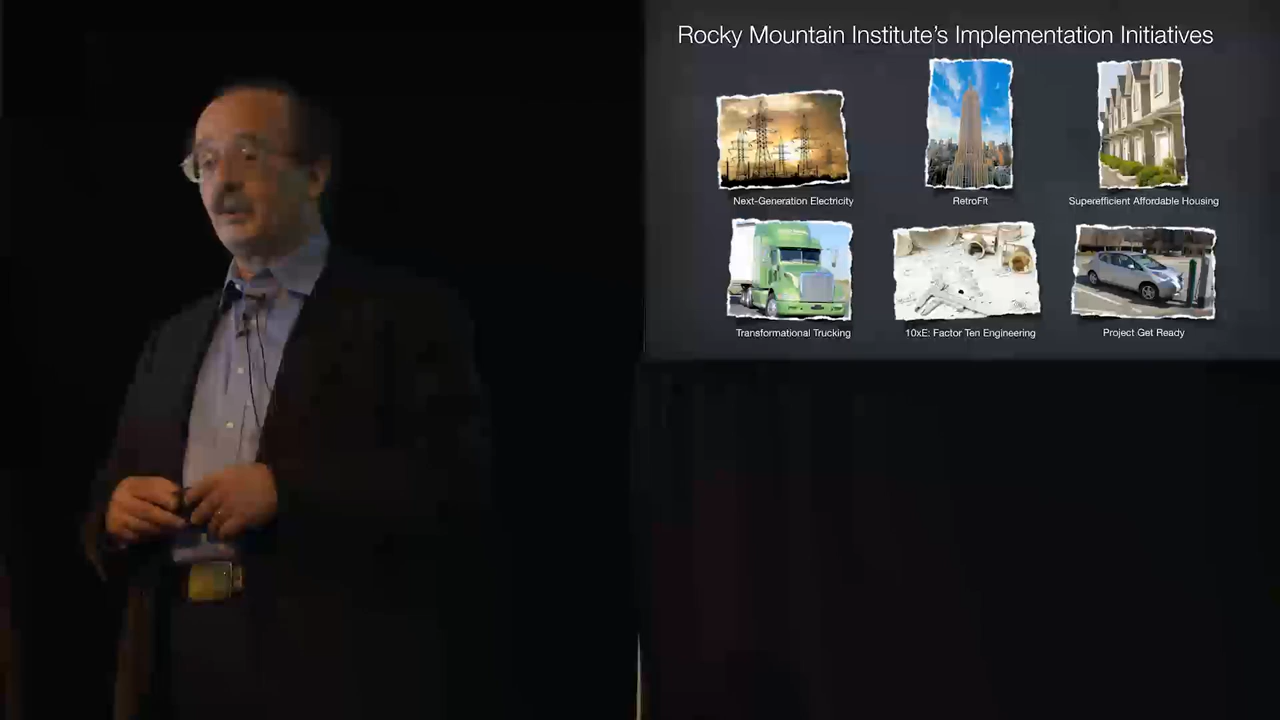 Rocky Mountain Institute's Implementation Initiatives
Next-Generation Electricity
RetroFit
Superefficient Affordable Housing
Transformational Trucking
10xE: Factor Ten Engineering
Project Get Ready